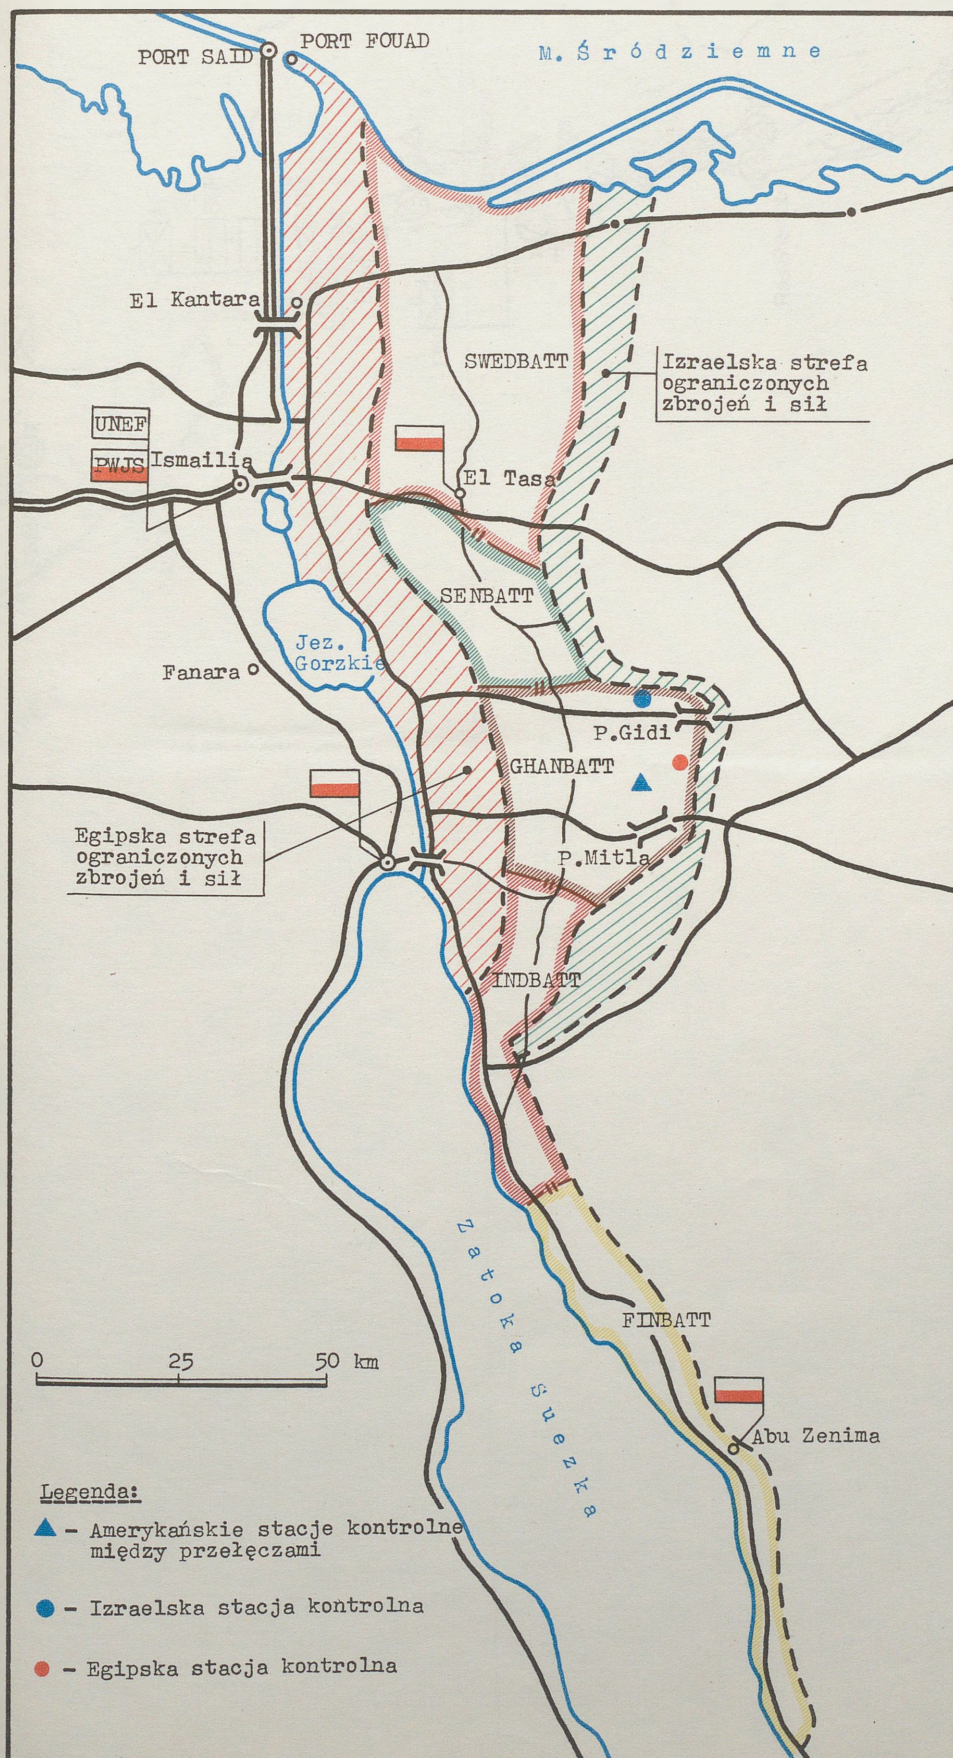 PORT SAID
PORT FOUAD
M. Śródziemne
El Kantara
SWEDBATT
Izraelska strefa
ograniczonych
zbrojeń i sił
UNEF
PWJS
Ismailia
El Tasa
SENBATT
Jez.
Gorzkie
Fanara
P.Gidi
GHANBATT
Egipska strefa
ograniczonych
zbrojeń i sił
P.Mitla
INDBATT
Zatoka Suezka
FINBATT
0 25 50 km
Abu Zenima
Legenda:
– Amerykańskie stacje kontrolne
między przełęczami
– Izraelska stacja kontrolna
– Egipska stacja kontrolna